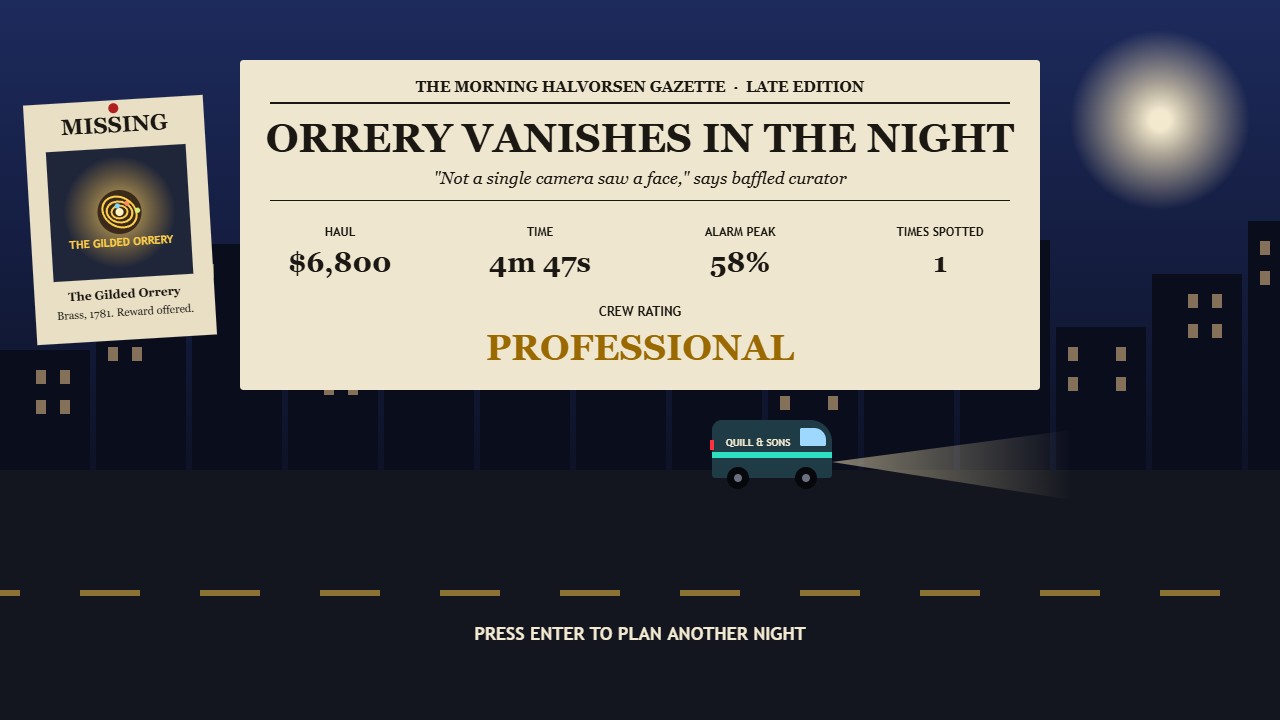 THE MORNING HALVORSEN GAZETTE · LATE EDITION
ORRERY VANISHES IN THE NIGHT
"Not a single camera saw a face," says baffled curator
HAUL
TIME
ALARM PEAK
TIMES SPOTTED
$6,800
4m 47s
58%
1
CREW RATING
PROFESSIONAL
MISSING
THE GILDED ORRERY
The Gilded Orrery
Brass, 1781. Reward offered.
QUILL & SONS
PRESS ENTER TO PLAN ANOTHER NIGHT